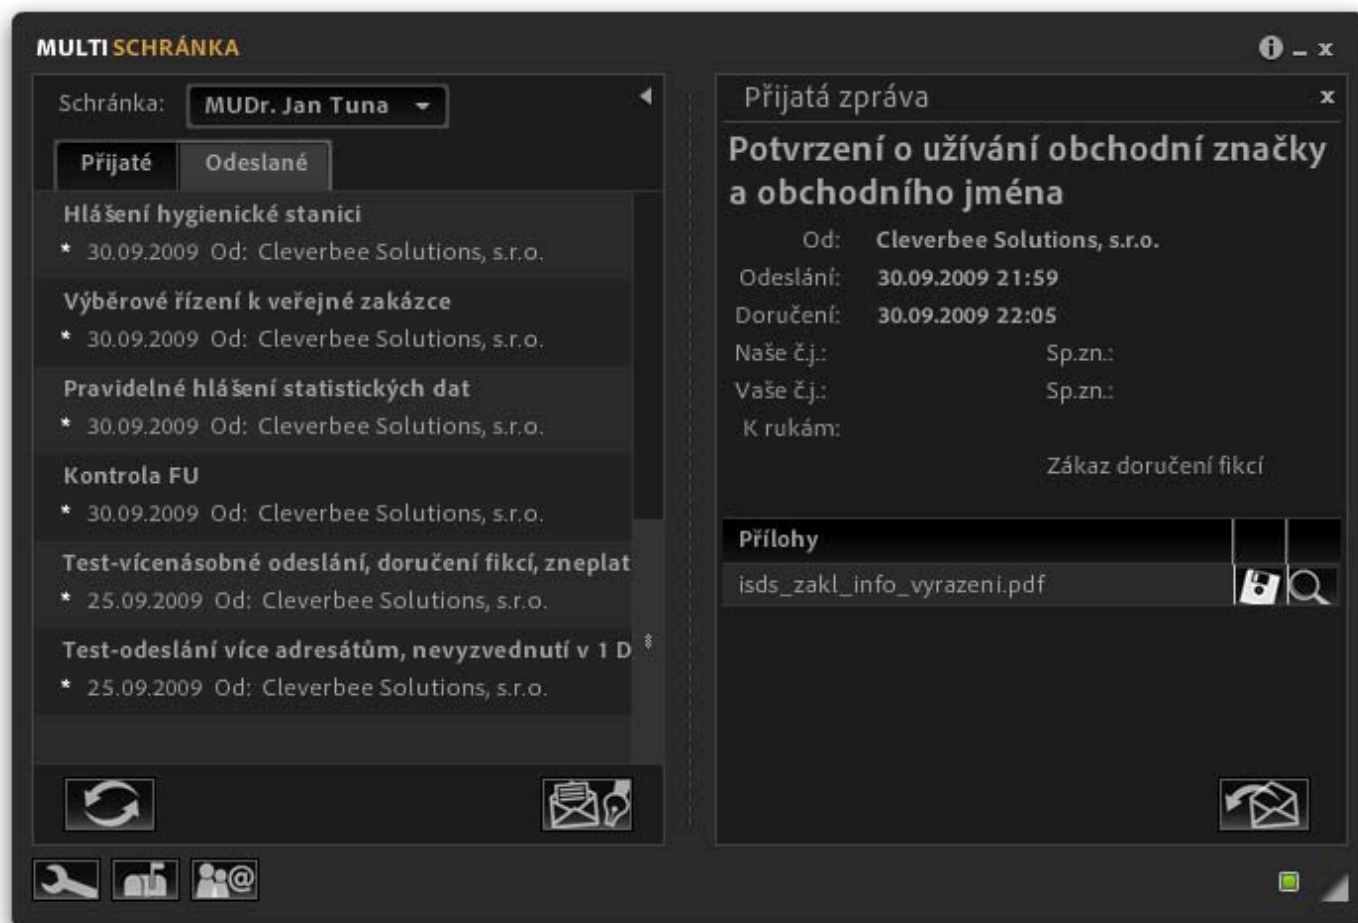 MULTISCHRÁNKA
Schránka: MUDr. Jan Tuna
Přijaté Odeslané
Hlášení hygienické stanici
* 30.09.2009 Od: Cleverbee Solutions, s.r.o.
Výběrové řízení k veřejné zakázce
* 30.09.2009 Od: Cleverbee Solutions, s.r.o.
Pravidelné hlášení statistických dat
* 30.09.2009 Od: Cleverbee Solutions, s.r.o.
Kontrola FU
* 30.09.2009 Od: Cleverbee Solutions, s.r.o.
Test-vícenásobné odeslání, doručení fikcí, zneplat
* 25.09.2009 Od: Cleverbee Solutions, s.r.o.
Test-odeslání více adresátům, nevyzvednutí v 1 D
* 25.09.2009 Od: Cleverbee Solutions, s.r.o.
Přijatá zpráva x
Potvrzení o užívání obchodní značky
a obchodního jména
Od: Cleverbee Solutions, s.r.o.
Odeslání: 30.09.2009 21:59
Doručení: 30.09.2009 22:05
Naše č.j.: Sp.zn.:
Vaše č.j.: Sp.zn.:
K rukám:
Zákaz doručení fikcí
Přílohy
isds_zakl_info_vyrazeni.pdf